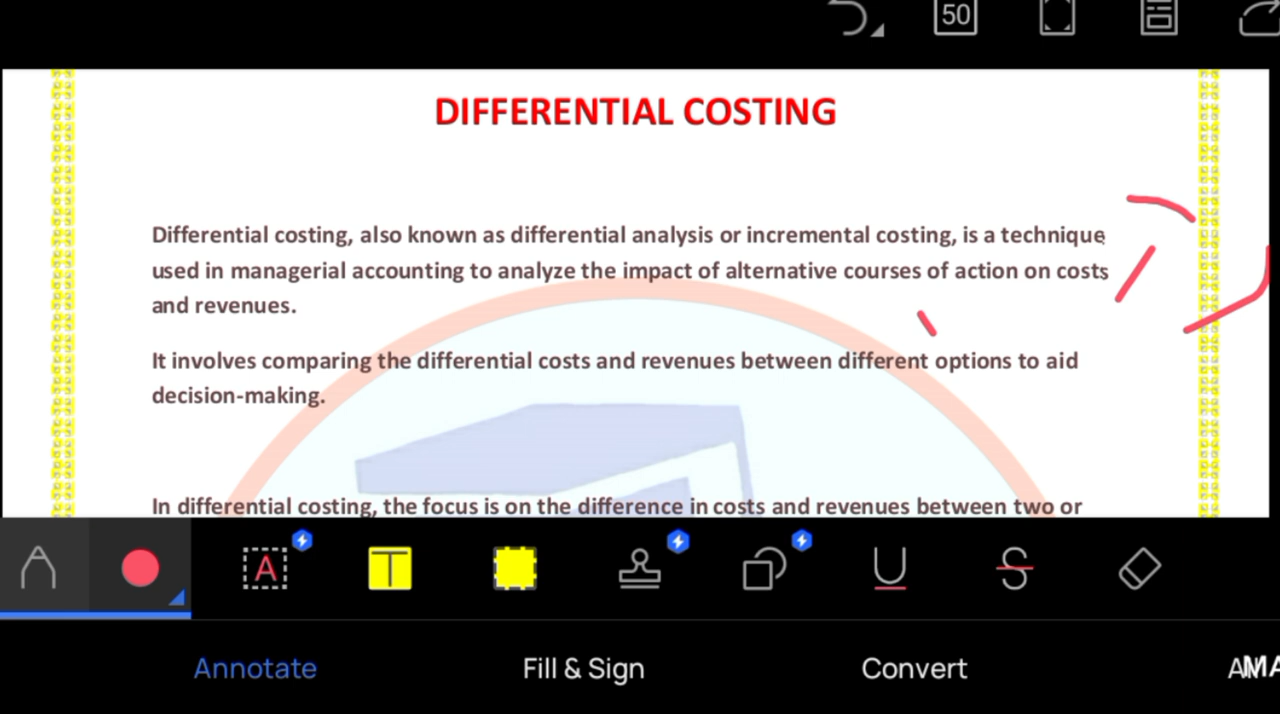 50
DIFFERENTIAL COSTING
Differential costing, also known as differential analysis or incremental costing, is a technique
used in managerial accounting to analyze the impact of alternative courses of action on costs
and revenues.
It involves comparing the differential costs and revenues between different options to aid
decision-making.
In differential costing, the focus is on the difference in costs and revenues between two or
A T U S
Annotate Fill & Sign Convert